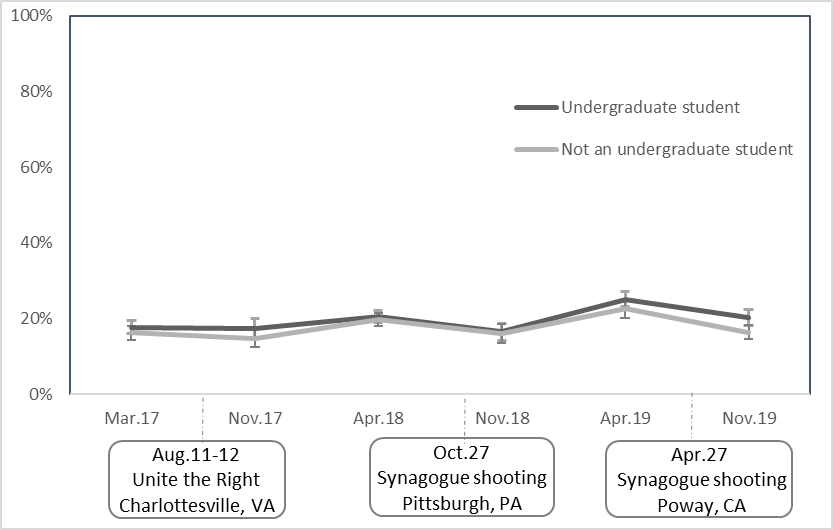 100%
80%
60%
40%
20%
0%
Undergraduate student
Not an undergraduate student
Mar.17
Nov.17
Apr.18
Nov.18
Apr.19
Nov.19
Aug.11-12
Unite the Right
Charlottesville, VA
Oct.27
Synagogue shooting
Pittsburgh, PA
Apr.27
Synagogue shooting
Poway, CA